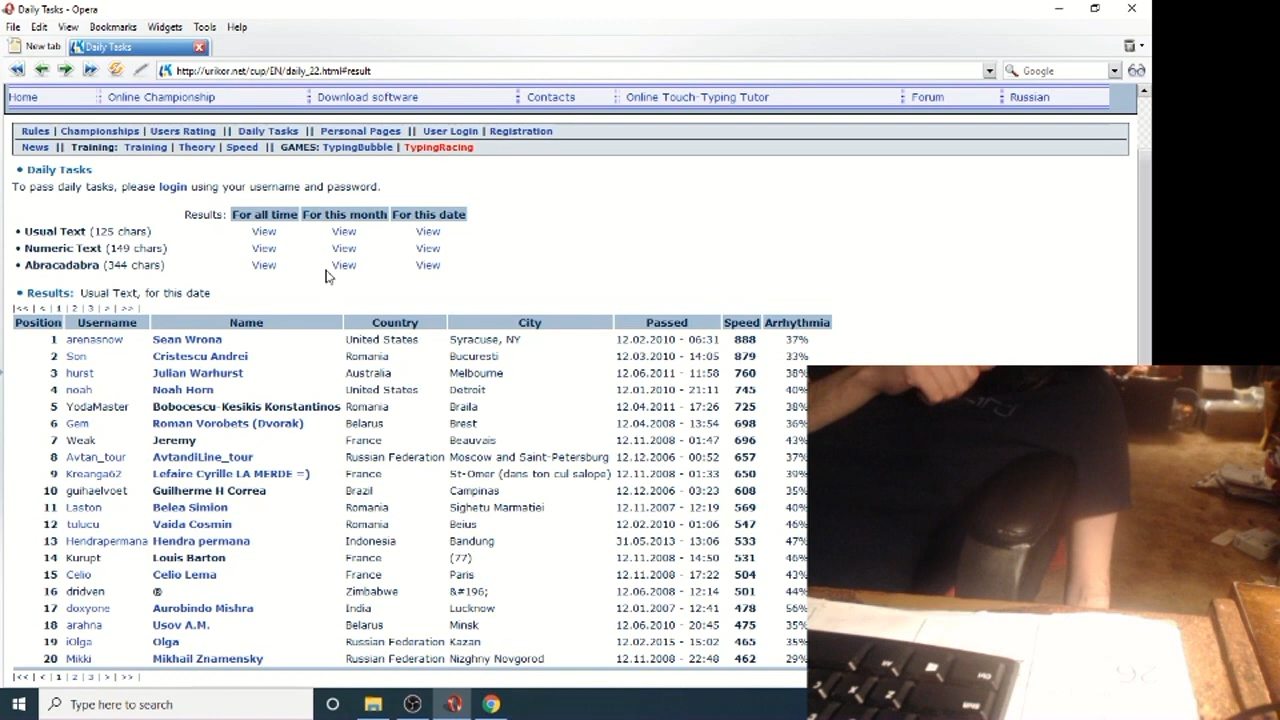 Daily Tasks - Opera
File Edit View Bookmarks Widgets Tools Help
New tab Daily Tasks
http://urikor.net/cup/EN/daily_22.html#result Google
Home Online Championship Download software Contacts Online Touch-Typing Tutor Forum Russian
Rules | Championships | Users Rating || Daily Tasks | Personal Pages || User Login | Registration
News || Training: Training | Theory | Speed || GAMES: TypingBubble | TypingRacing
• Daily Tasks
To pass daily tasks, please login using your username and password.
Results: For all time For this month For this date
• Usual Text (125 chars) View View View
• Numeric Text (149 chars) View View View
• Abracadabra (344 chars) View View View
• Results: Usual Text, for this date
|<< | < | 1 | 2 | 3 | > | >> |
Position Username Name Country City Passed Speed Arrhythmia
1 arenasnow Sean Wrona United States Syracuse, NY 12.02.2010 - 06:31 888 37%
2 Son Cristescu Andrei Romania Bucuresti 12.03.2010 - 14:05 879 33%
3 hurst Julian Warhurst Australia Melbourne 12.06.2011 - 11:58 760 38%
4 noah Noah Horn United States Detroit 12.01.2010 - 21:11 745 40%
5 YodaMaster Bobocescu-Kesikis Konstantinos Romania Braila 12.04.2011 - 17:26 725 38%
6 Gem Roman Vorobets (Dvorak) Belarus Brest 12.04.2008 - 13:54 698 36%
7 Weak Jeremy France Beauvais 12.11.2008 - 01:47 696 43%
8 Avtan_tour AvtandiLine_tour Russian Federation Moscow and Saint-Petersburg 12.12.2006 - 00:52 657 37%
9 Kreanga62 Lefaire Cyrille LA MERDE =) France St-Omer (dans ton cul salope) 12.11.2008 - 01:33 650 39%
10 guihaelvoet Guilherme H Correa Brazil Campinas 12.12.2006 - 03:23 608 35%
11 Laston Belea Simion Romania Sighetu Marmatiei 12.11.2007 - 12:19 569 40%
12 tulucu Vaida Cosmin Romania Beius 12.02.2010 - 01:06 547 46%
13 Hendrapermana Hendra permana Indonesia Bandung 31.05.2013 - 13:06 533 47%
14 Kurupt Louis Barton France (77) 12.11.2008 - 14:50 531 46%
15 Celio Celio Lema France Paris 12.11.2008 - 17:22 504 43%
16 dridven ® Zimbabwe &#196; 12.06.2008 - 12:14 501 44%
17 doxyone Aurobindo Mishra India Lucknow 12.01.2007 - 12:41 478 56%
18 arahna Usov A.M. Belarus Minsk 12.06.2010 - 20:45 475 35%
19 iOlga Olga Russian Federation Kazan 12.02.2015 - 15:02 465 35%
20 Mikki Mikhail Znamensky Russian Federation Nizghny Novgorod 12.11.2008 - 22:48 462 29%
|<< | < | 1 | 2 | 3 | > | >> |
Type here to search